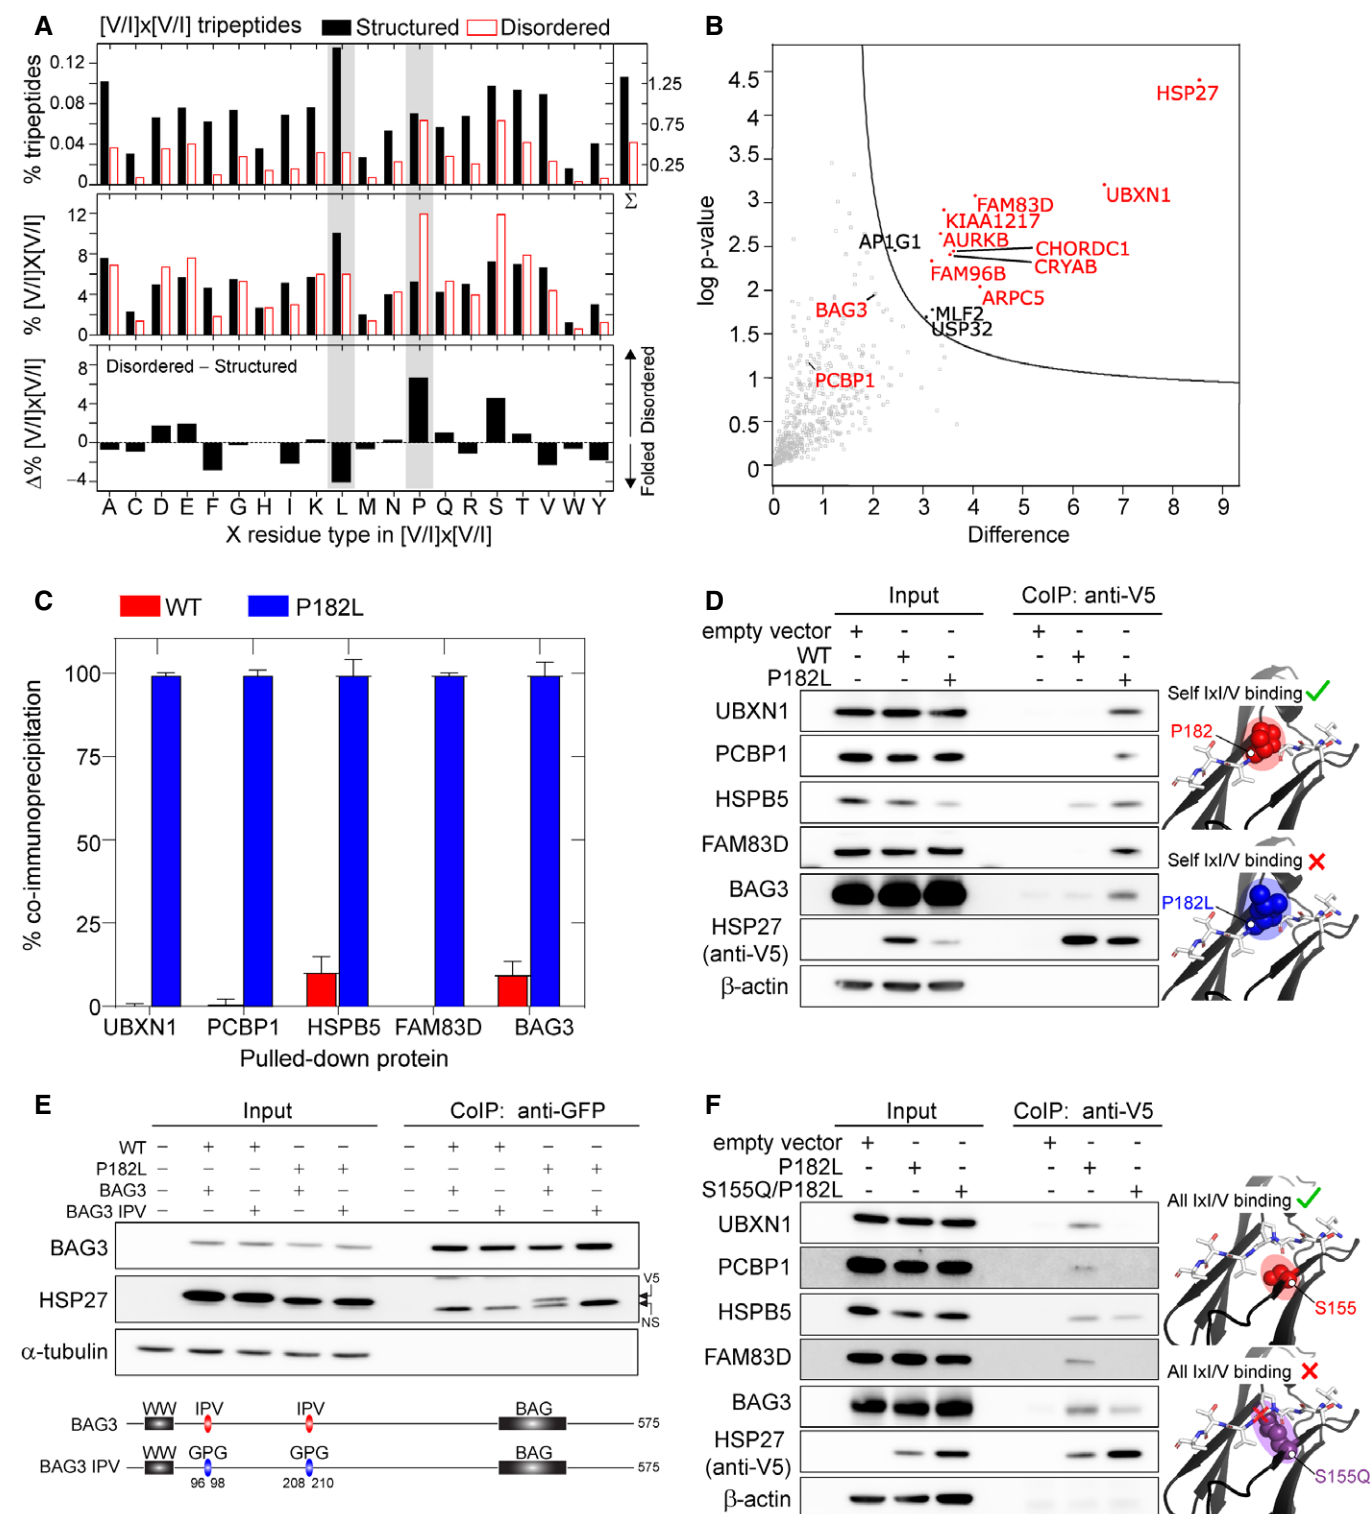 A
[V/I]x[V/I] tripeptides
Structured
Disordered
% tripeptides
0.12
0.08
0.04
0
1.25
0.75
0.25
Σ
% [V/I]X[V/I]
12
8
4
0
Δ% [V/I]x[V/I]
8
4
0
−4
Disordered – Structured
Folded Disordered
A C D E F G H I K L M N P Q R S T V W Y
X residue type in [V/I]x[V/I]
B
log p-value
4.5
4
3.5
3
2.5
2
1.5
1
0.5
0
HSP27
UBXN1
FAM83D
KIAA1217
AP1G1
AURKB
CHORDC1
CRYAB
FAM96B
ARPC5
BAG3
MLF2
USP32
PCBP1
0 1 2 3 4 5 6 7 8 9
Difference
C
WT
P182L
% co-immunoprecipitation
100
75
50
25
0
UBXN1 PCBP1 HSPB5 FAM83D BAG3
Pulled-down protein
D
Input CoIP: anti-V5
empty vector + - - + - -
WT - + - - + -
P182L - - + - - +
UBXN1
PCBP1
HSPB5
FAM83D
BAG3
HSP27
(anti-V5)
β-actin
Self IxI/V binding ✓
P182
Self IxI/V binding ✗
P182L
E
Input CoIP: anti-GFP
WT – + + – – – + + – –
P182L – – – + + – – – + +
BAG3 – + – + – – + – + –
BAG3 IPV – – + – + – – + – +
BAG3
HSP27
V5
NS
α-tubulin
WW IPV IPV BAG
BAG3 575
WW GPG GPG BAG
BAG3 IPV 575
96 98 208 210
F
Input CoIP: anti-V5
empty vector + - - + - -
P182L - + - - + -
S155Q/P182L - - + - - +
UBXN1
PCBP1
HSPB5
FAM83D
BAG3
HSP27
(anti-V5)
β-actin
All IxI/V binding ✓
S155
All IxI/V binding ✗
S155Q